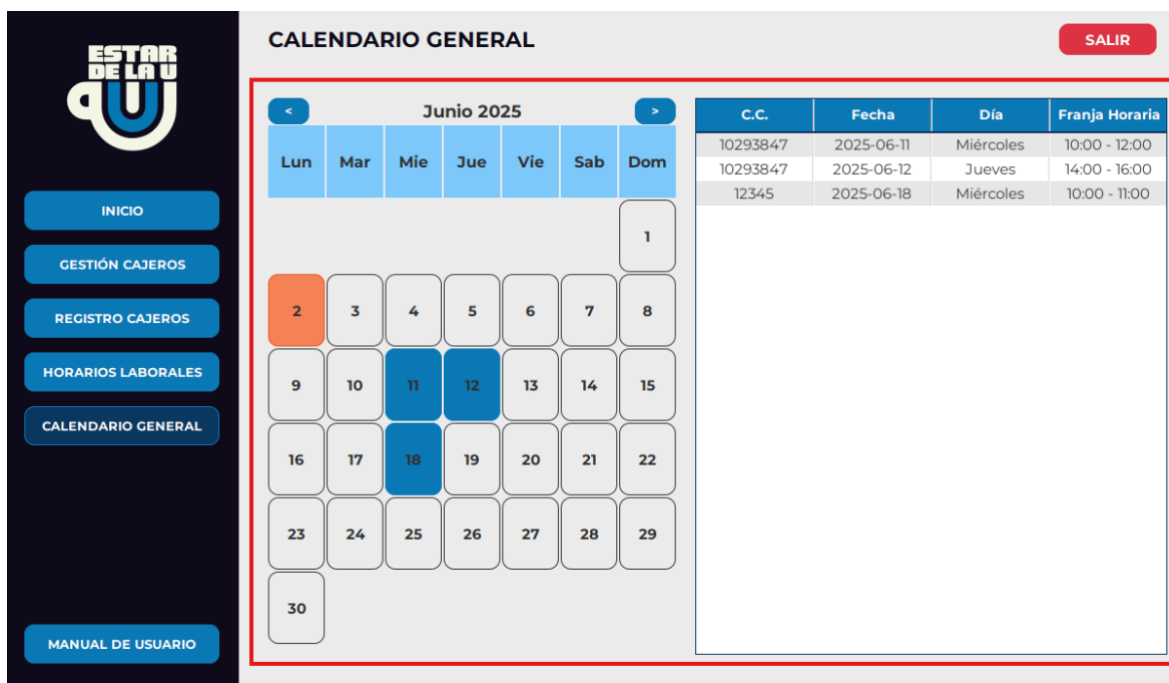 ESTAR
DE LA U
INICIO
GESTIÓN CAJEROS
REGISTRO CAJEROS
HORARIOS LABORALES
CALENDARIO GENERAL
MANUAL DE USUARIO
CALENDARIO GENERAL
SALIR
< Junio 2025 >
Lun Mar Mie Jue Vie Sab Dom
1
2 3 4 5 6 7 8
9 10 11 12 13 14 15
16 17 18 19 20 21 22
23 24 25 26 27 28 29
30
C.C. Fecha Día Franja Horaria
10293847 2025-06-11 Miércoles 10:00 - 12:00
10293847 2025-06-12 Jueves 14:00 - 16:00
12345 2025-06-18 Miércoles 10:00 - 11:00